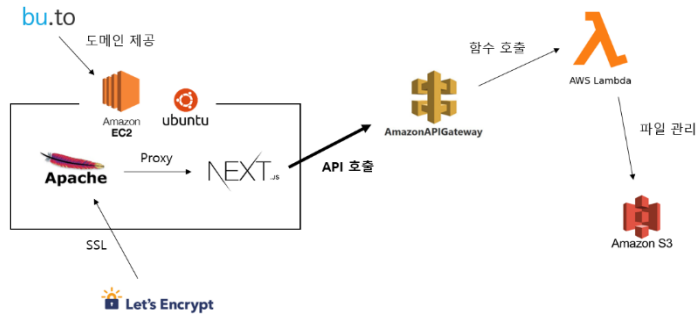 bu.to
도메인 제공
Amazon
EC2
ubuntu
Apache
Proxy
NEXT.JS
API 호출
AmazonAPIGateway
함수 호출
AWS Lambda
파일 관리
Amazon S3
SSL
Let's Encrypt